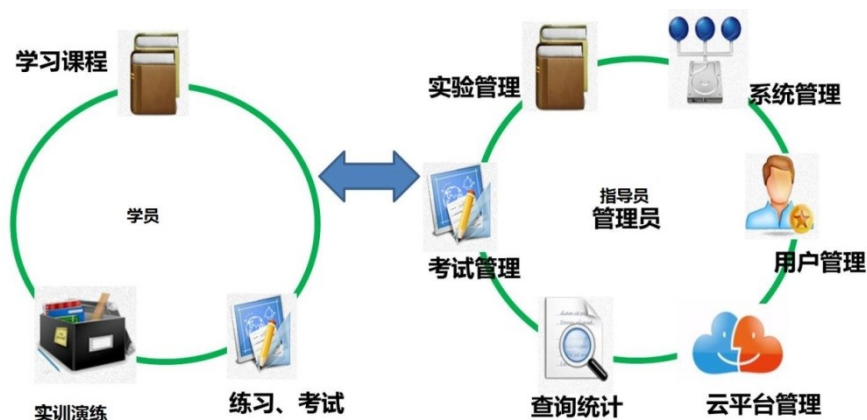 学习课程
学员
实训演练
练习、考试
实验管理
系统管理
指导员
管理员
考试管理
用户管理
查询统计
云平台管理